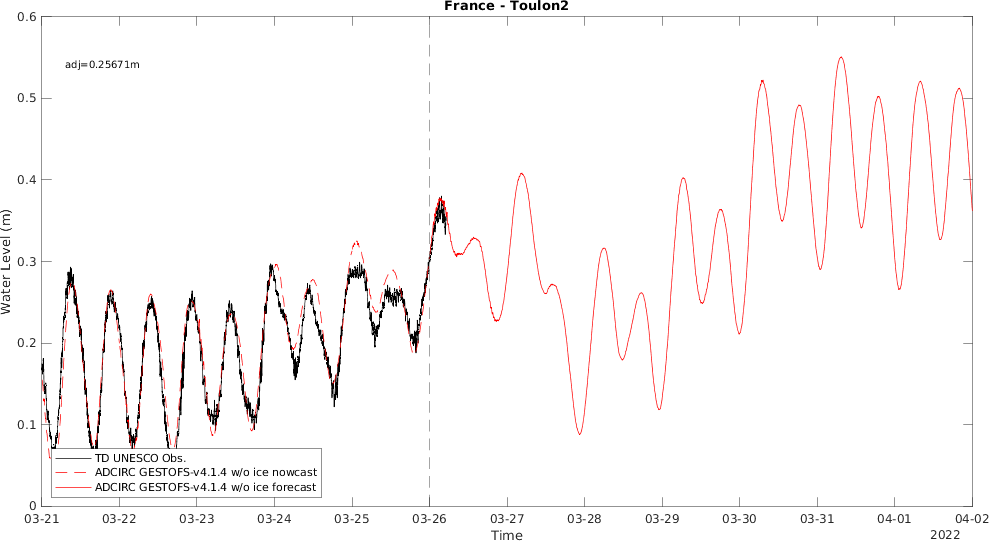 France - Toulon2
adj=0.25671m
0.6
0.5
0.4
0.3
0.2
0.1
0
Water Level (m)
TD UNESCO Obs.
ADCIRC GESTOFS-v4.1.4 w/o ice nowcast
ADCIRC GESTOFS-v4.1.4 w/o ice forecast
03-21 03-22 03-23 03-24 03-25 03-26 03-27 03-28 03-29 03-30 03-31 04-01 04-02
Time
2022